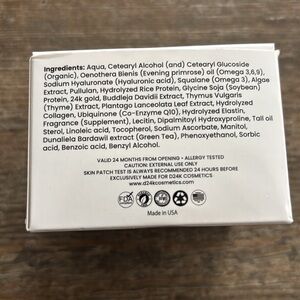 Ingredients: Aqua, Cetearyl Alcohol (and) Cetearyl Glucoside
(Organic), Oenothera Bienis (Evening primrose) oil (Omega 3,6,9),
Sodium Hyaluronate (Hyaluronic acid), Squalane (Omega 3), Algae
Extract, Pullulan, Hydrolyzed Rice Protein, Glycine Soja (Soybean)
Protein, 24k gold, Buddleja Davidii Extract, Thymus Vulgaris
(Thyme) Extract, Plantago Lanceolata Leaf Extract, Hydrolyzed
Collagen, Ubiquinone (Co-Enzyme Q10), Hydrolyzed Elastin,
Fragrance (Supplement), Lecitin, Dipalmitoyl Hydroxyproline, Tall oil
Sterol, Linoleic acid, Tocopherol, Sodium Ascorbate, Manitol,
Dunaliela Bardawil extract (Green Tea), Phenoxyethanol, Sorbic
acid, Benzoic acid, Benzyl Alcohol.
VALID 24 MONTHS FROM OPENING • ALLERGY TESTED
CAUTION: EXTERNAL USE ONLY
SKIN PATCH TEST IS ALWAYS RECOMMENDED 24 HOURS BEFORE
EXCLUSIVELY MADE FOR D24K COSMETICS
www.d24kcosmetics.com
FDA
Made in USA